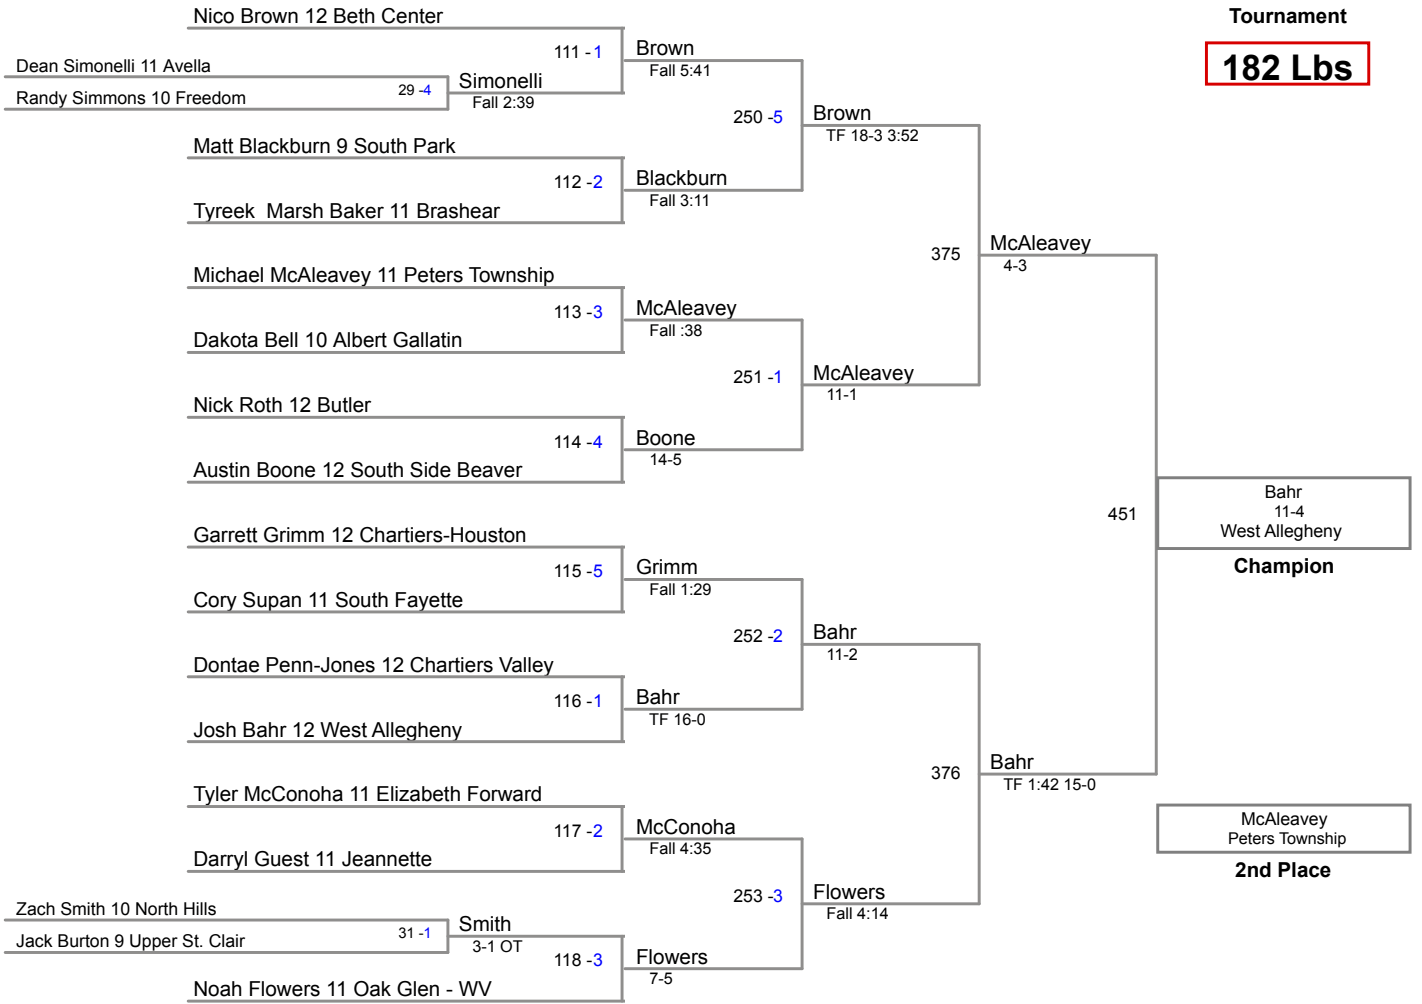 Nico Brown 12 Beth Center
Tournament
182 Lbs
111 -1
Brown
Fall 5:41
Dean Simonelli 11 Avella
29 -4
Simonelli
Fall 2:39
Randy Simmons 10 Freedom
250 -5
Brown
TF 18-3 3:52
Matt Blackburn 9 South Park
112 -2
Blackburn
Fall 3:11
Tyreek  Marsh Baker 11 Brashear
375
McAleavey
4-3
Michael McAleavey 11 Peters Township
113 -3
McAleavey
Fall :38
Dakota Bell 10 Albert Gallatin
251 -1
McAleavey
11-1
Nick Roth 12 Butler
114 -4
Boone
14-5
Austin Boone 12 South Side Beaver
451
Bahr
11-4
West Allegheny
Champion
Garrett Grimm 12 Chartiers-Houston
115 -5
Grimm
Fall 1:29
Cory Supan 11 South Fayette
252 -2
Bahr
11-2
Dontae Penn-Jones 12 Chartiers Valley
116 -1
Bahr
TF 16-0
Josh Bahr 12 West Allegheny
376
Bahr
TF 1:42 15-0
Tyler McConoha 11 Elizabeth Forward
117 -2
McConoha
Fall 4:35
Darryl Guest 11 Jeannette
McAleavey
Peters Township
2nd Place
253 -3
Flowers
Fall 4:14
Zach Smith 10 North Hills
31 -1
Smith
3-1 OT
Jack Burton 9 Upper St. Clair
118 -3
Flowers
7-5
Noah Flowers 11 Oak Glen - WV